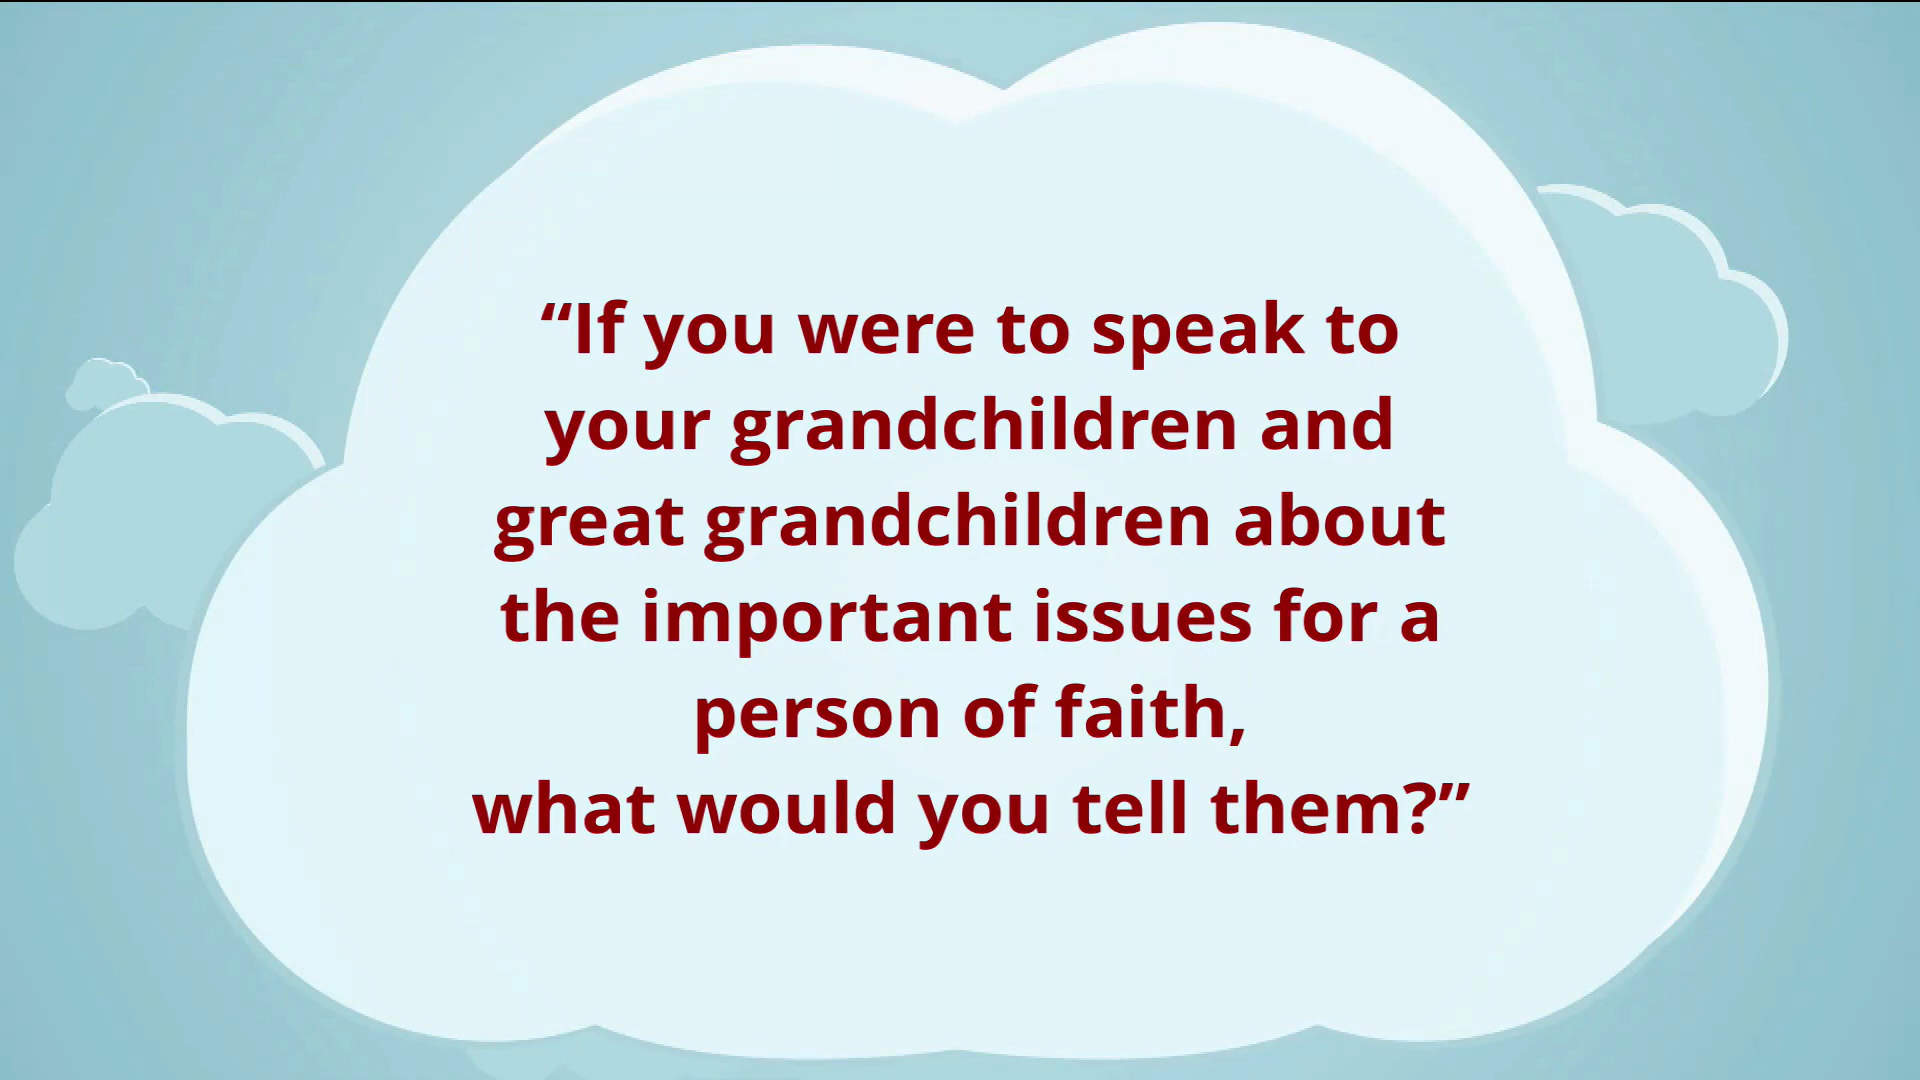 “If you were to speak to
your grandchildren and
great grandchildren about
the important issues for a
person of faith,
what would you tell them?”